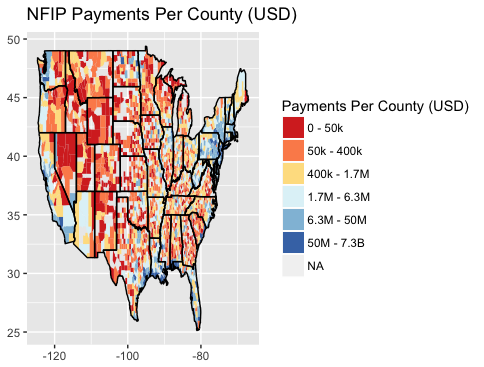 NFIP Payments Per County (USD)
50
45
40
35
30
25
-120
-100
-80
Payments Per County (USD)
0 - 50k
50k - 400k
400k - 1.7M
1.7M - 6.3M
6.3M - 50M
50M - 7.3B
NA